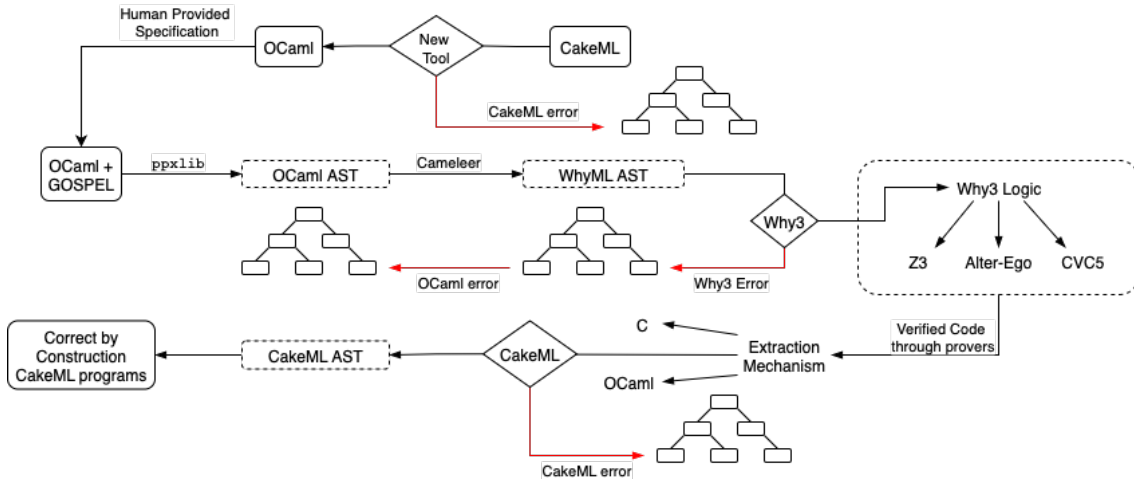 Human Provided
Specification
OCaml
New
Tool
CakeML
CakeML error
OCaml +
GOSPEL
ppxlib
OCaml AST
Cameleer
WhyML AST
Why3
Why3 Logic
Z3
Alter-Ego
CVC5
OCaml error
Why3 Error
Verified Code
through provers
Correct by
Construction
CakeML programs
CakeML AST
CakeML
C
OCaml
Extraction
Mechanism
CakeML error